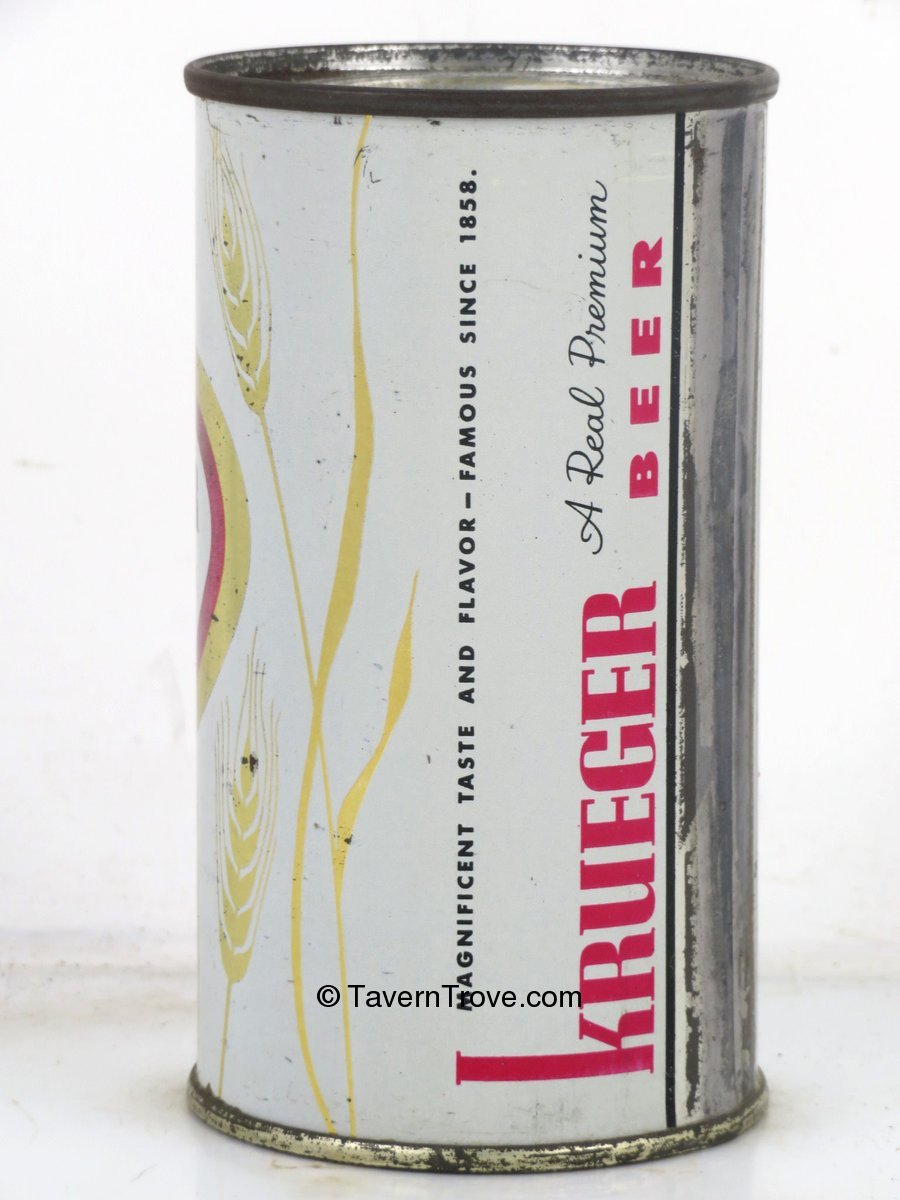 MAGNIFICENT TASTE AND FLAVOR — FAMOUS SINCE 1858.
A Real Premium
KRUEGER BEER
© TavernTrove.com